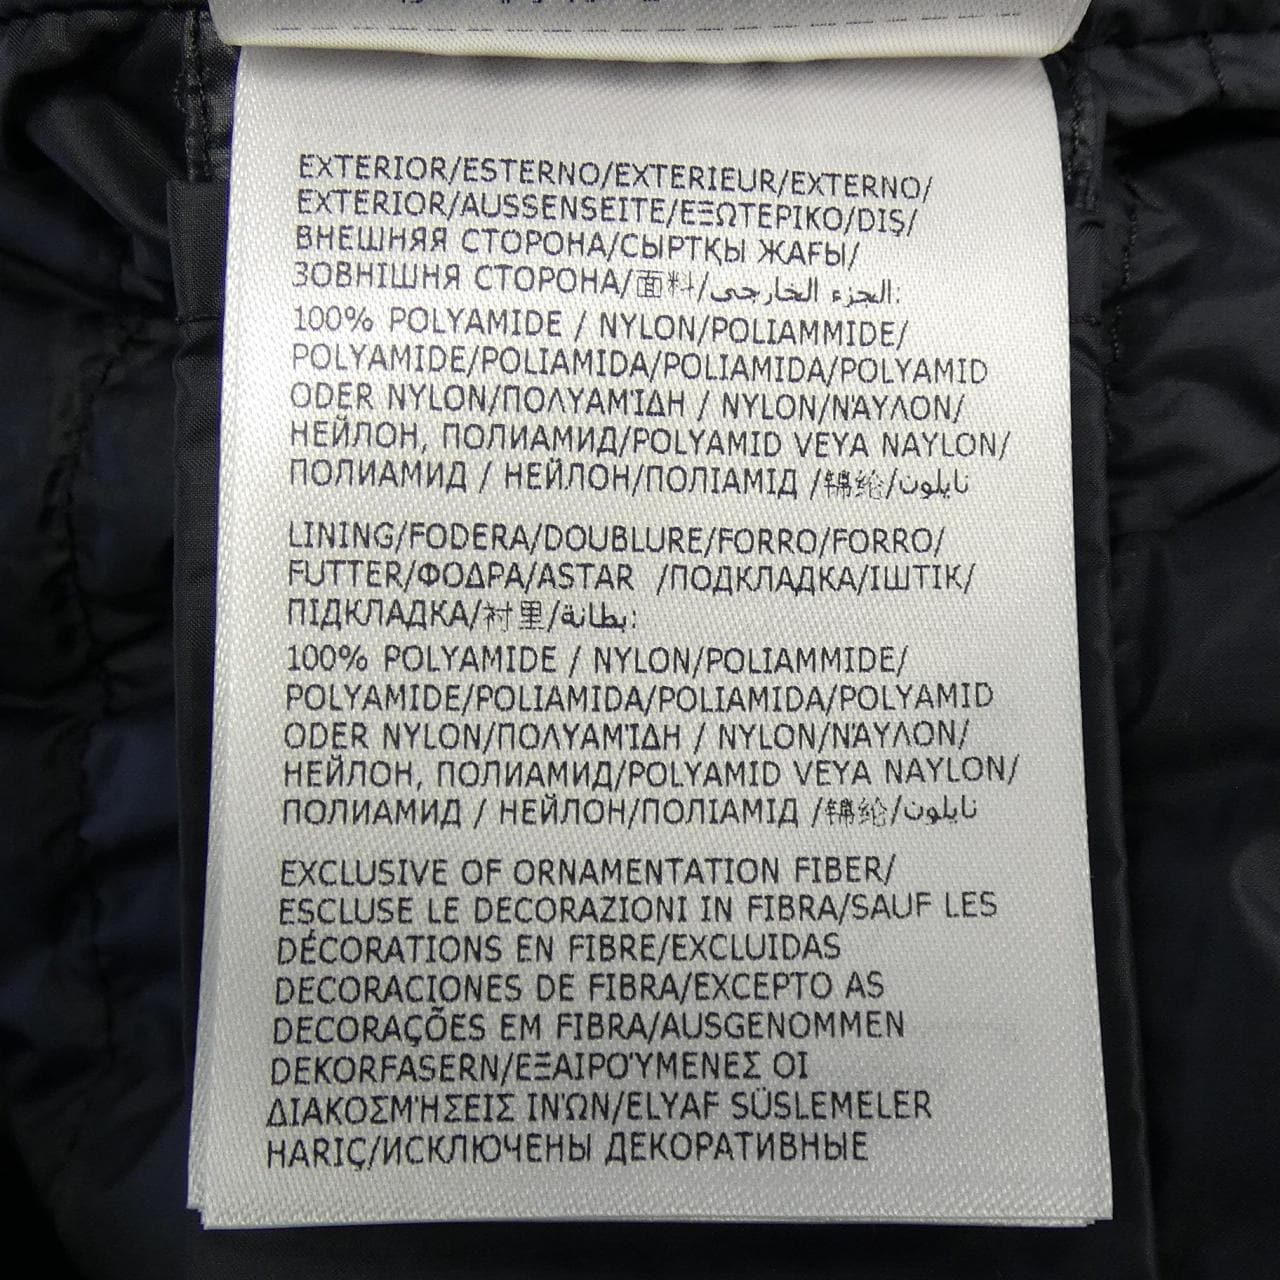 EXTERIOR/ESTERNO/EXTERIEUR/EXTERNO/
EXTERIOR/AUSSENSEITE/ΕΞΩΤΕΡΙΚΟ/DIŞ/
ВНЕШНЯЯ СТОРОНА/СЫРТҚЫ ЖАҒЫ/
ЗОВНІШНЯ СТОРОНА/面料/الجزء الخارجي:
100% POLYAMIDE / NYLON/POLIAMMIDE/
POLYAMIDE/POLIAMIDA/POLIAMIDA/POLYAMID
ODER NYLON/ΠΟΛΥΑΜΊΔΗ / NYLON/ΝΆΥΛΟΝ/
НЕЙЛОН, ПОЛИАМИД/POLYAMID VEYA NAYLON/
ПОЛИАМИД / НЕЙЛОН/ПОЛІАМІД /锦纶/نايلون
LINING/FODERA/DOUBLURE/FORRO/FORRO/
FUTTER/ΦΟΔΡΑ/ASTAR /ПОДКЛАДКА/ІШТІК/
ПІДКЛАДКА/衬里/بطانة:
100% POLYAMIDE / NYLON/POLIAMMIDE/
POLYAMIDE/POLIAMIDA/POLIAMIDA/POLYAMID
ODER NYLON/ΠΟΛΥΑΜΊΔΗ / NYLON/ΝΆΥΛΟΝ/
НЕЙЛОН, ПОЛИАМИД/POLYAMID VEYA NAYLON/
ПОЛИАМИД / НЕЙЛОН/ПОЛІАМІД /锦纶/نايلون
EXCLUSIVE OF ORNAMENTATION FIBER/
ESCLUSE LE DECORAZIONI IN FIBRA/SAUF LES
DÉCORATIONS EN FIBRE/EXCLUIDAS
DECORACIONES DE FIBRA/EXCEPTO AS
DECORAÇÕES EM FIBRA/AUSGENOMMEN
DEKORFASERN/ΕΞΑΙΡΟΎΜΕΝΕΣ ΟΙ
ΔΙΑΚΟΣΜΉΣΕΙΣ ΙΝΏΝ/ELYAF SÜSLEMELER
HARIÇ/ИСКЛЮЧЕНЫ ДЕКОРАТИВНЫЕ